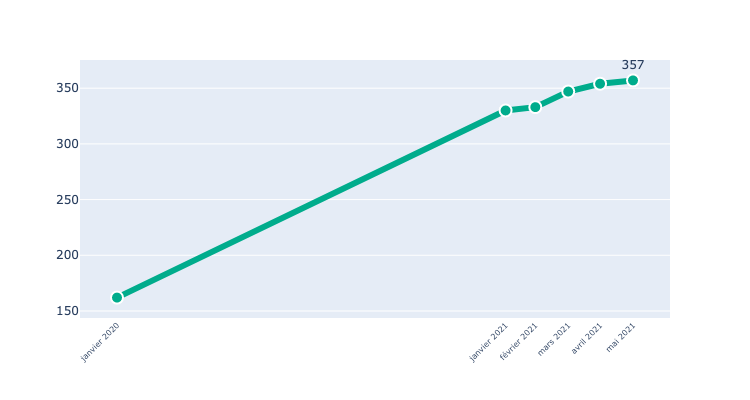 357
350
300
250
200
150
janvier 2020
janvier 2021
février 2021
mars 2021
avril 2021
mai 2021